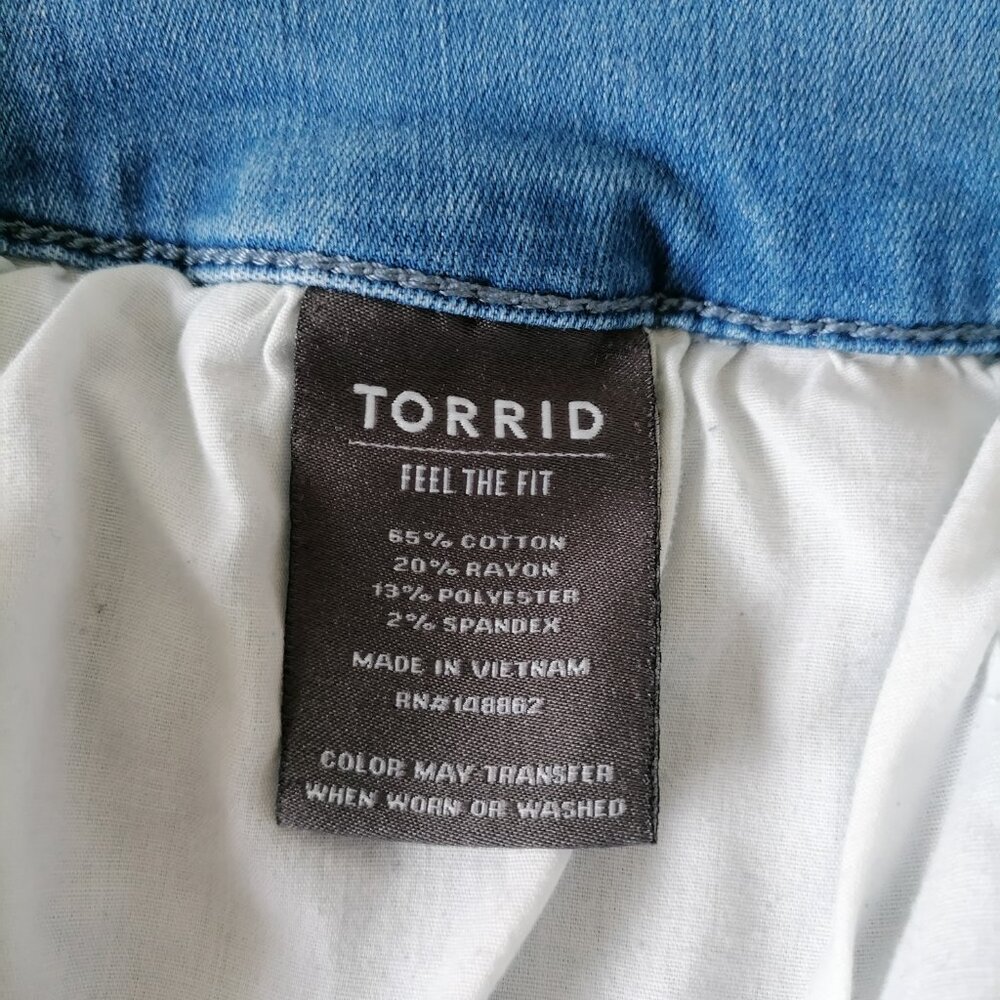 TORRID
FEEL THE FIT
65% COTTON
20% RAYON
13% POLYESTER
2% SPANDEX
MADE IN VIETNAM
RN#148862
COLOR MAY TRANSFER
WHEN WORN OR WASHED